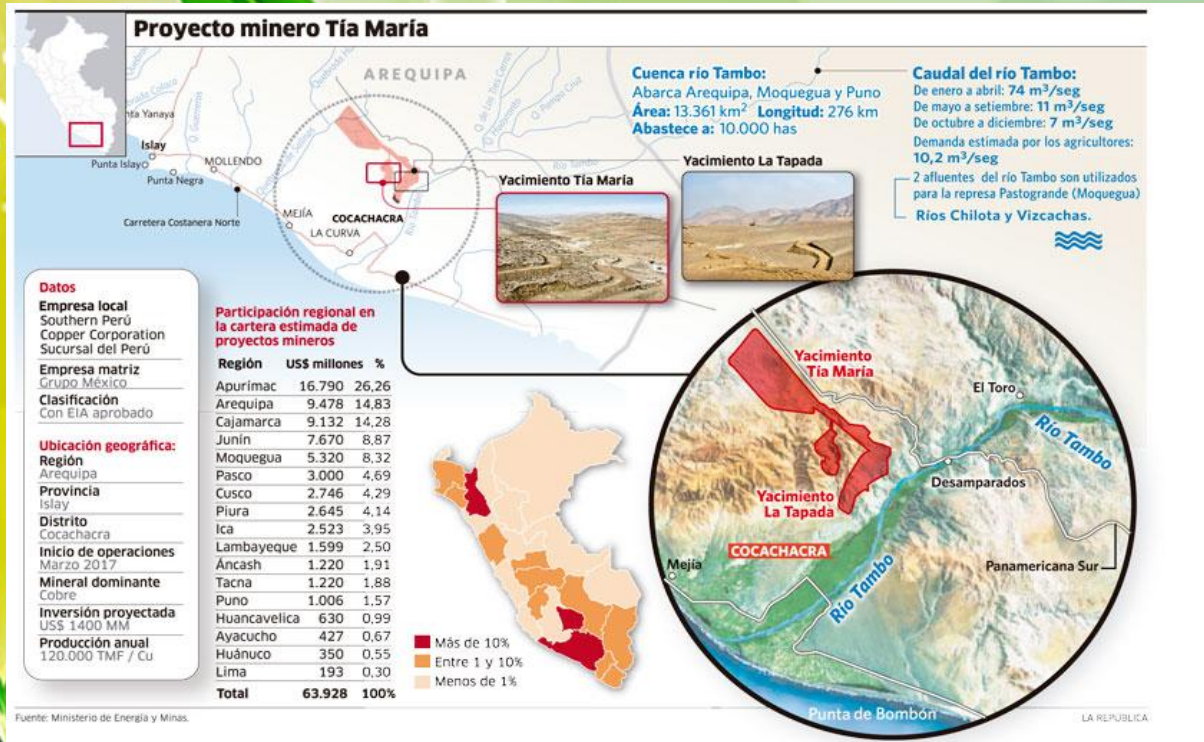 Proyecto minero Tía María
AREQUIPA
Punta Islay
Islay
MOLLENDO
Punta Negra
Carretera Costanera Norte
MEJÍA
LA CURVA
COCACHACRA
Río Tambo
Cuenca río Tambo:
Abarca Arequipa, Moquegua y Puno
Área: 13.361 km² Longitud: 276 km
Abastece a: 10.000 has
Caudal del río Tambo:
De enero a abril: 74 m³/seg
De mayo a setiembre: 11 m³/seg
De octubre a diciembre: 7 m³/seg
Demanda estimada por los agricultores:
10,2 m³/seg
2 afluentes del río Tambo son utilizados
para la represa Pastogrande (Moquegua)
Ríos Chilota y Vizcachas.
Yacimiento Tía María
Yacimiento La Tapada
Datos
Empresa local
Southern Perú
Copper Corporation
Sucursal del Perú
Empresa matriz
Grupo México
Clasificación
Con EIA aprobado
Ubicación geográfica:
Región
Arequipa
Provincia
Islay
Distrito
Cocachacra
Inicio de operaciones
Marzo 2017
Mineral dominante
Cobre
Inversión proyectada
US$ 1400 MM
Producción anual
120.000 TMF / Cu
Participación regional en
la cartera estimada de
proyectos mineros
Región US$ millones %
Apurímac 16.790 26,26
Arequipa 9.478 14,83
Cajamarca 9.132 14,28
Junín 7.670 8,87
Moquegua 5.320 8,32
Pasco 3.000 4,69
Cusco 2.746 4,29
Piura 2.645 4,14
Ica 2.523 3,95
Lambayeque 1.599 2,50
Áncash 1.220 1,91
Tacna 1.220 1,88
Puno 1.006 1,57
Huancavelica 630 0,99
Ayacucho 427 0,67
Huánuco 350 0,55
Lima 193 0,30
Total 63.928 100%
Más de 10%
Entre 1 y 10%
Menos de 1%
Yacimiento
Tía María
El Toro
Río Tambo
Desamparados
Yacimiento
La Tapada
COCACHACRA
Mejía
Río Tambo
Panamericana Sur
Punta de Bombón
Fuente: Ministerio de Energía y Minas.
LA REPÚBLICA